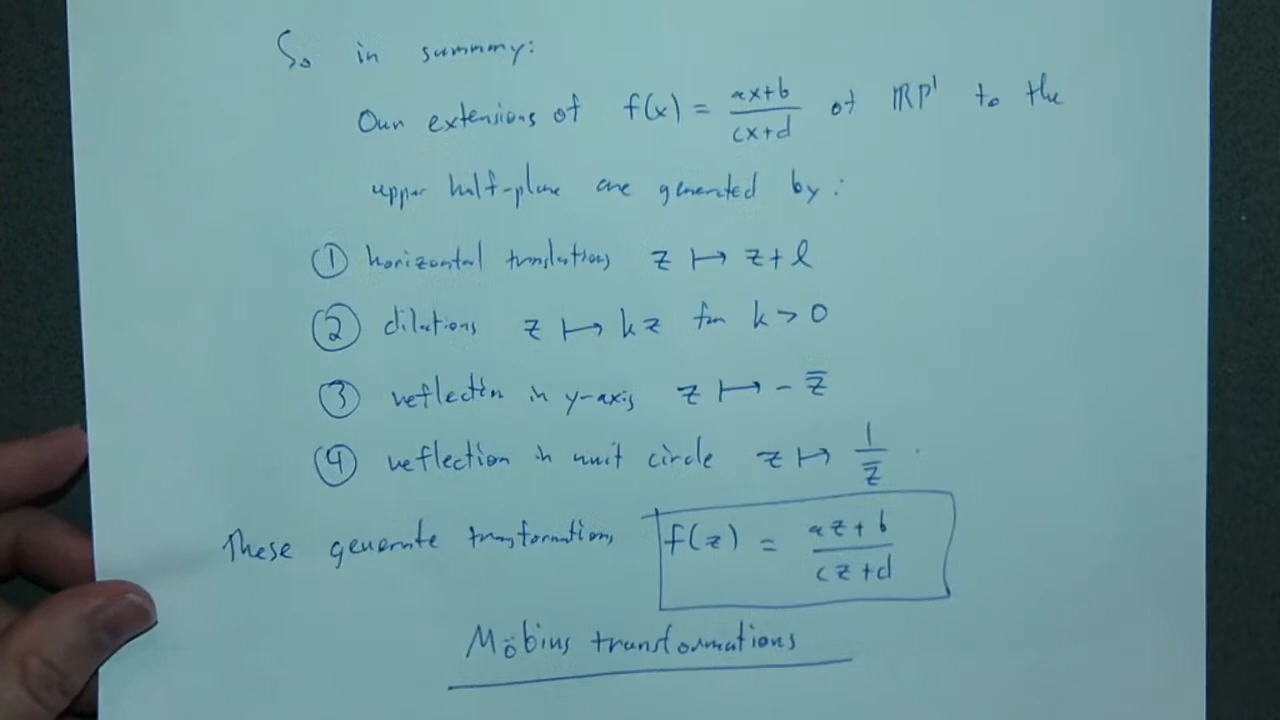 So in summary:
Our extensions of f(x) = ax+b / cx+d of ℝP¹ to the
upper half-plane are generated by:
① horizontal translations z ↦ z+l
② dilations z ↦ kz for k > 0
③ reflection in y-axis z ↦ - z̅
④ reflection in unit circle z ↦ 1 / z̅
These generate transformations f(z) = az+b / cz+d
Möbius transformations